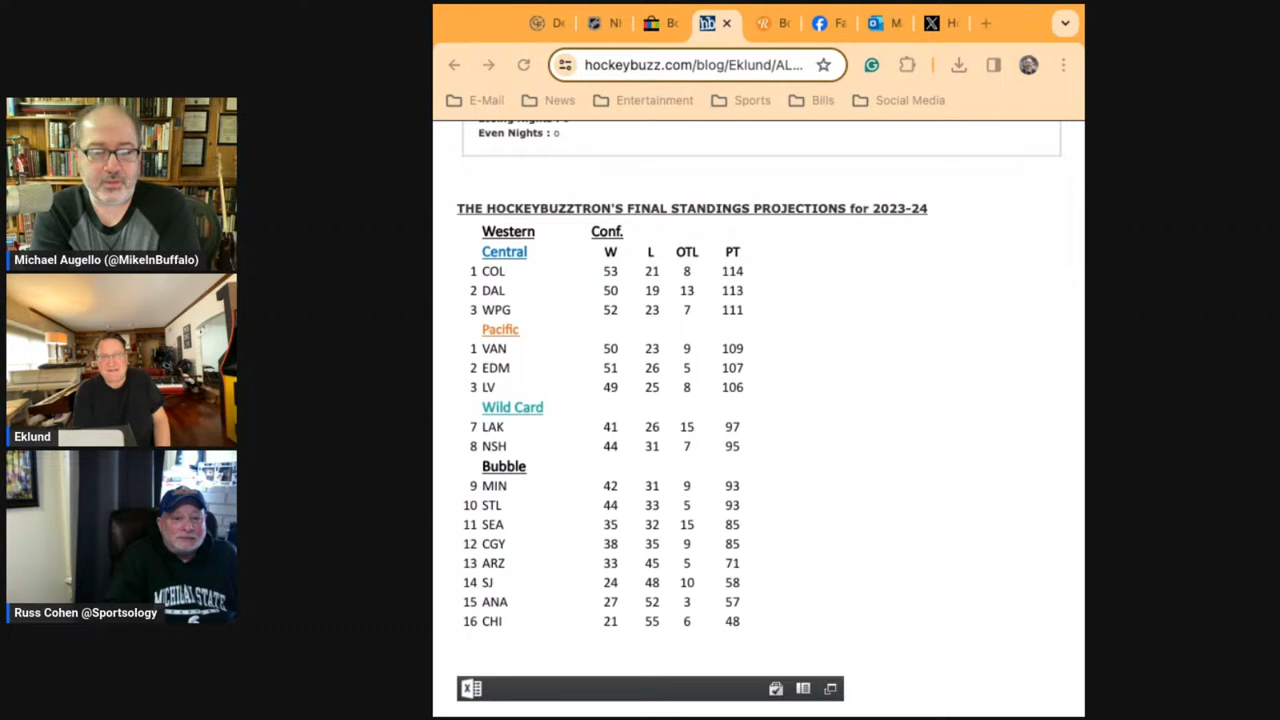 Michael Augello (@MikeInBuffalo)
Eklund
MICHIGAN STATE
Russ Cohen @Sportsology
hb
hockeybuzz.com/blog/Eklund/AL...
E-Mail News Entertainment Sports Bills Social Media
Even Nights : 0
THE HOCKEYBUZZTRON'S FINAL STANDINGS PROJECTIONS for 2023-24
Western Conf.
Central W L OTL PT
1 COL 53 21 8 114
2 DAL 50 19 13 113
3 WPG 52 23 7 111
Pacific
1 VAN 50 23 9 109
2 EDM 51 26 5 107
3 LV 49 25 8 106
Wild Card
7 LAK 41 26 15 97
8 NSH 44 31 7 95
Bubble
9 MIN 42 31 9 93
10 STL 44 33 5 93
11 SEA 35 32 15 85
12 CGY 38 35 9 85
13 ARZ 33 45 5 71
14 SJ 24 48 10 58
15 ANA 27 52 3 57
16 CHI 21 55 6 48